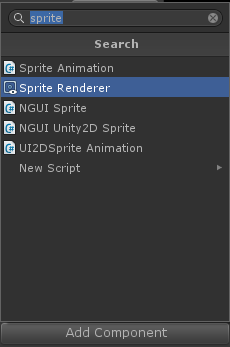 sprite
Search
Sprite Animation
Sprite Renderer
NGUI Sprite
NGUI Unity2D Sprite
UI2DSprite Animation
New Script
Add Component